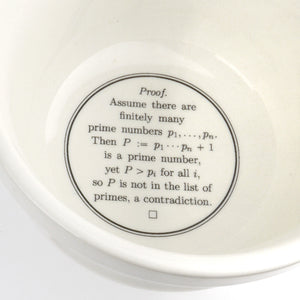 Proof.
Assume there are
finitely many
prime numbers p₁, . . . , pₙ.
Then P := p₁ · · · pₙ + 1
is a prime number,
yet P > pᵢ for all i,
so P is not in the list of
primes, a contradiction.
□